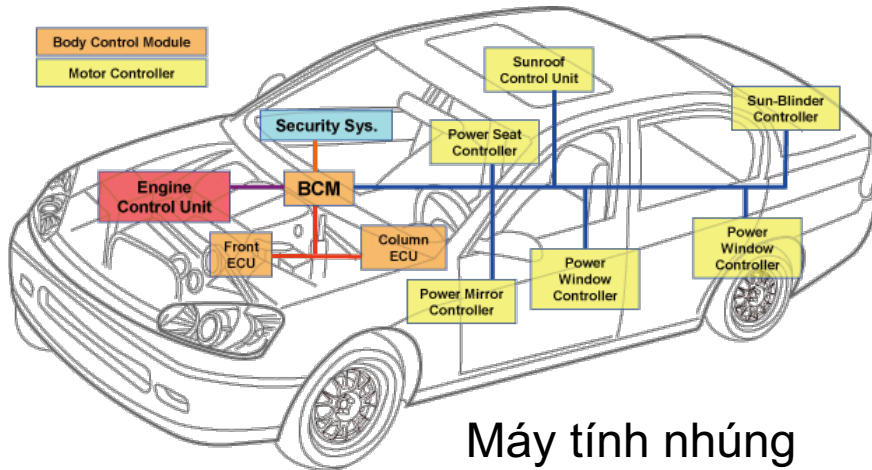 Body Control Module
Motor Controller
Sunroof
Control Unit
Sun-Blinder
Controller
Security Sys.
Power Seat
Controller
Engine
Control Unit
BCM
Front
ECU
Column
ECU
Power Mirror
Controller
Power
Window
Controller
Power
Window
Controller
Máy tính nhúng